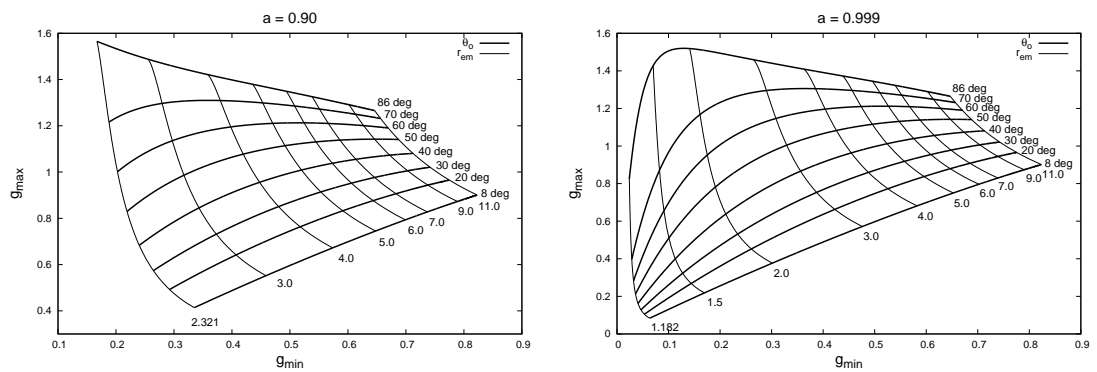 a = 0.90
θo
rem
1.6
1.4
1.2
1
0.8
0.6
0.4
gmax
86 deg
70 deg
60 deg
50 deg
40 deg
30 deg
20 deg
8 deg
11.0
9.0
7.0
6.0
5.0
4.0
3.0
2.321
0.1 0.2 0.3 0.4 0.5 0.6 0.7 0.8 0.9
gmin
a = 0.999
θo
rem
1.6
1.4
1.2
1
0.8
0.6
0.4
0.2
0
gmax
86 deg
70 deg
60 deg
50 deg
40 deg
30 deg
20 deg
8 deg
11.0
9.0
7.0
6.0
5.0
4.0
3.0
2.0
1.5
1.182
0 0.1 0.2 0.3 0.4 0.5 0.6 0.7 0.8 0.9
gmin